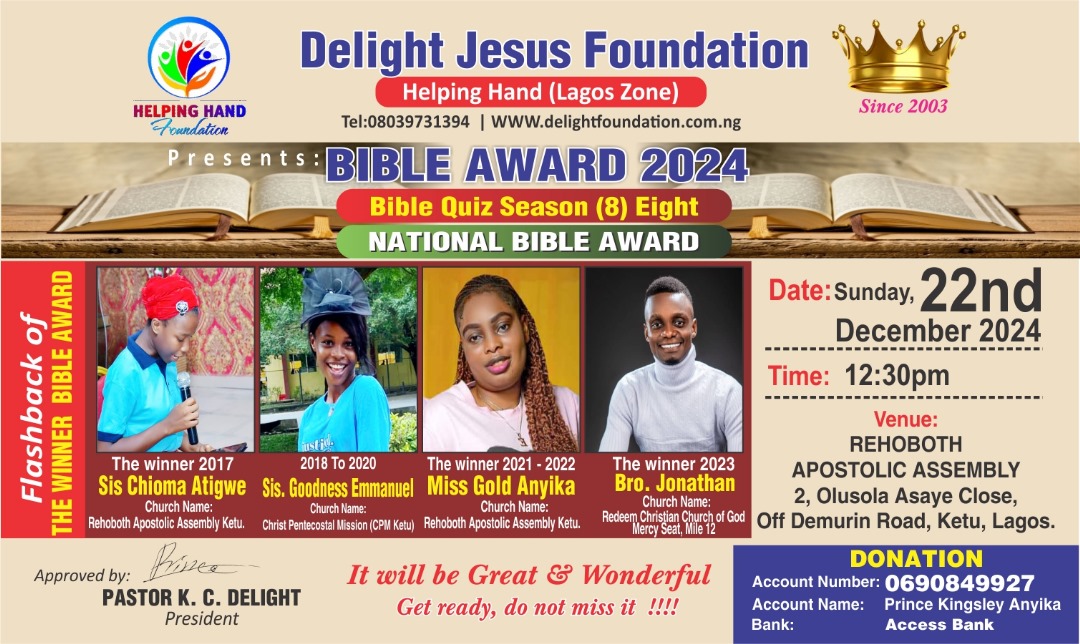 HELPING HAND
Foundation
Delight Jesus Foundation
Helping Hand (Lagos Zone)
Tel:08039731394 | WWW.delightfoundation.com.ng
Since 2003
Presents:
BIBLE AWARD 2024
Bible Quiz Season (8) Eight
NATIONAL BIBLE AWARD
Flashback of
THE WINNER BIBLE AWARD
The winner 2017
Sis Chioma Atigwe
Church Name:
Rehoboth Apostolic Assembly Ketu.
2018 To 2020
Sis. Goodness Emmanuel
Church Name:
Christ Pentecostal Mission (CPM Ketu)
The winner 2021 - 2022
Miss Gold Anyika
Church Name:
Rehoboth Apostolic Assembly Ketu.
The winner 2023
Bro. Jonathan
Church Name:
Redeem Christian Church of God
Mercy Seat, Mile 12
Date: Sunday, 22nd
December 2024
Time: 12:30pm
Venue:
REHOBOTH
APOSTOLIC ASSEMBLY
2, Olusola Asaye Close,
Off Demurin Road, Ketu, Lagos.
Approved by:
PASTOR K. C. DELIGHT
President
It will be Great & Wonderful
Get ready, do not miss it !!!!
DONATION
Account Number: 0690849927
Account Name: Prince Kingsley Anyika
Bank: Access Bank